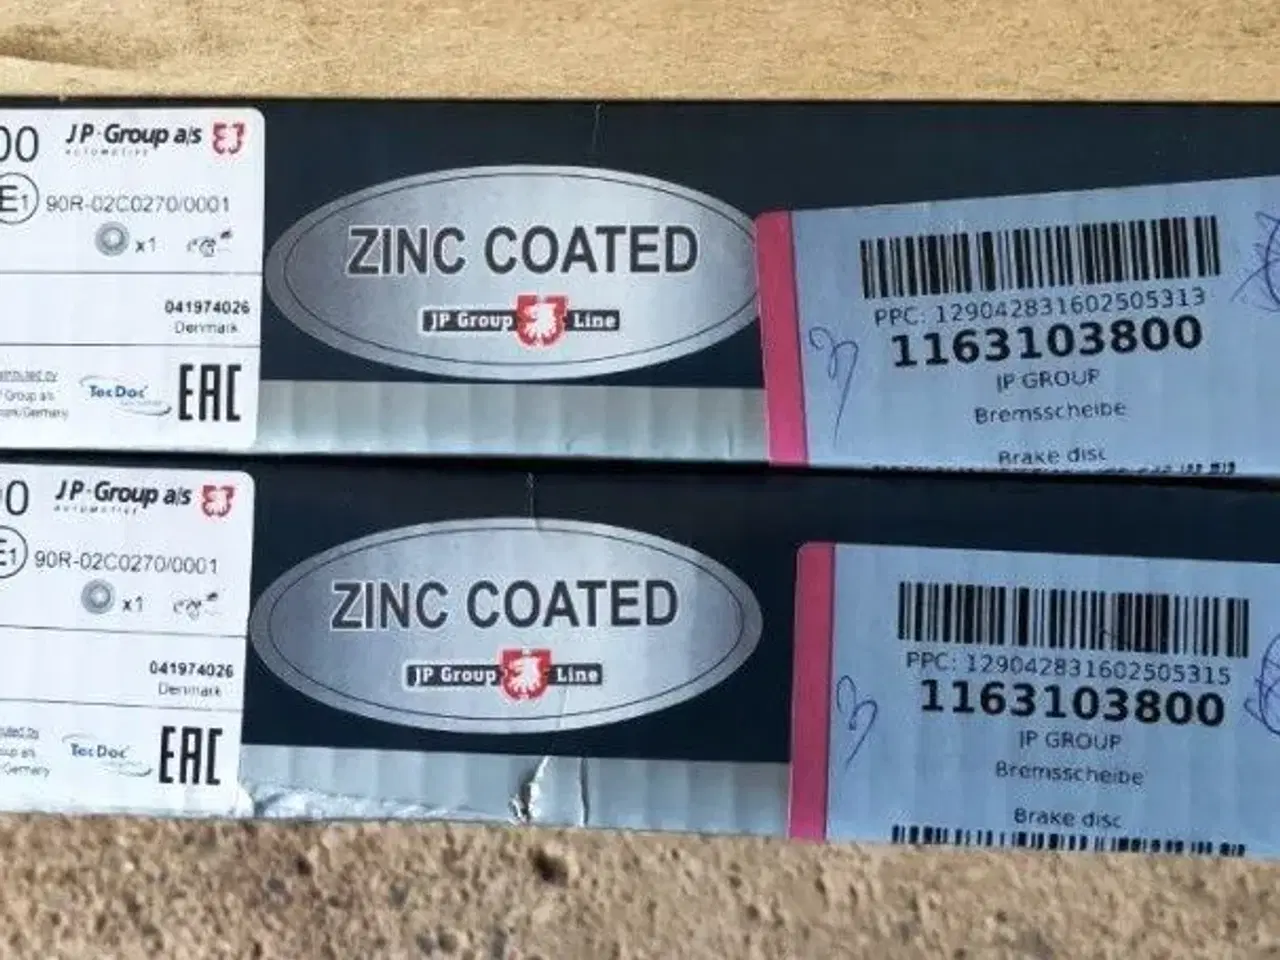 00
JP·Group a/s
AUTOMOTIVE
E1
90R-02C0270/0001
x1
041974026
Denmark
TecDoc
EAC
ZINC COATED
JP Group Line
PPC: 129042831602505313
1163103800
JP GROUP
Bremsscheibe
Brake disc
0
JP·Group a/s
AUTOMOTIVE
E1
90R-02C0270/0001
x1
041974026
Denmark
TecDoc
EAC
ZINC COATED
JP Group Line
PPC: 129042831602505315
1163103800
JP GROUP
Bremsscheibe
Brake disc